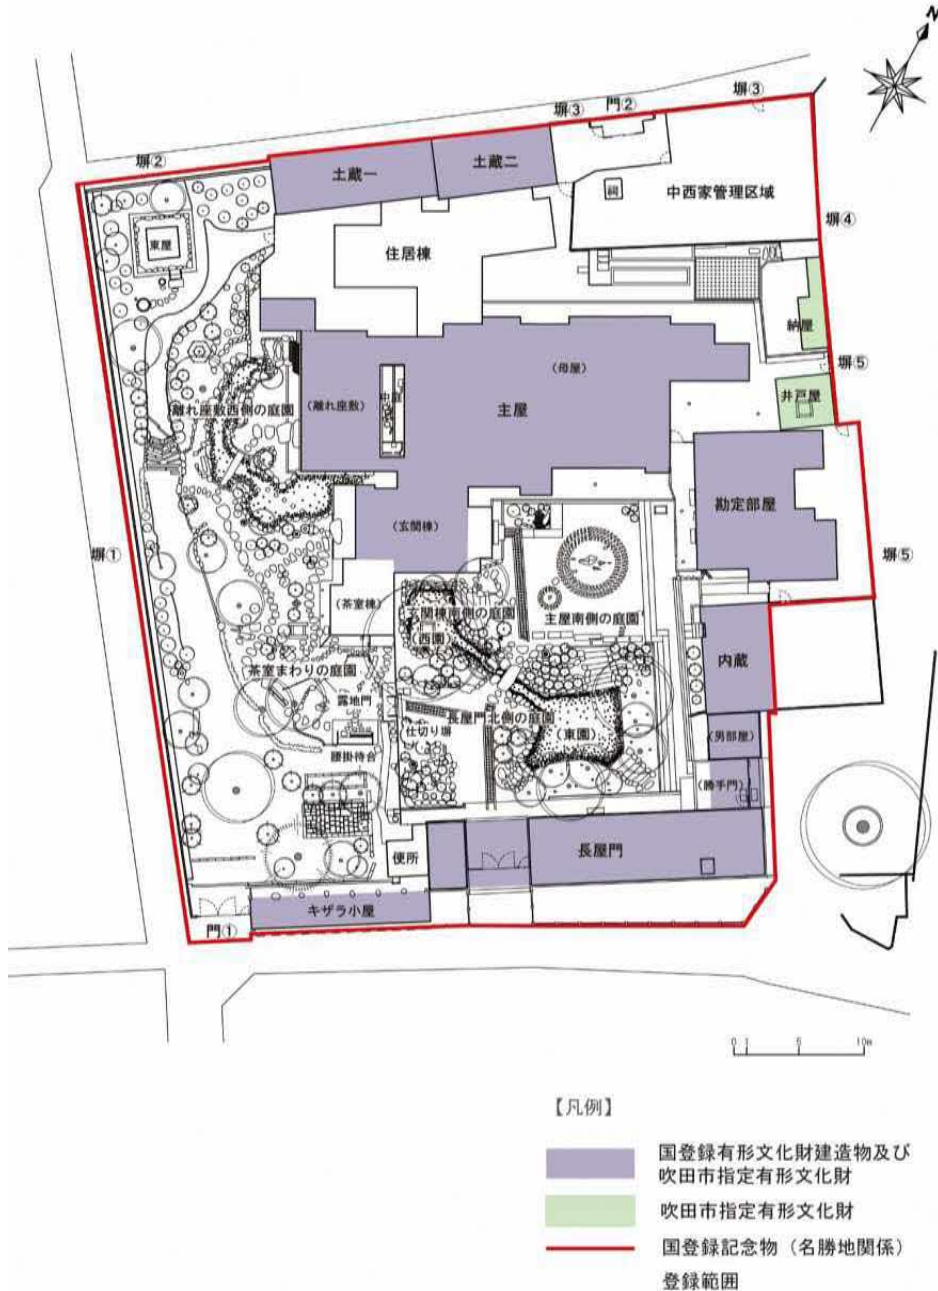 N
塀③
門②
塀③
塀②
土蔵一
土蔵二
祠
中西家管理区域
塀④
東屋
住居棟
納屋
(母屋)
塀⑤
離れ座敷西側の庭園
(離れ座敷)
中庭
主屋
井戸屋
勘定部屋
(玄関棟)
塀①
塀⑤
(茶室棟)
玄関棟南側の庭園
(西園)
主屋南側の庭園
内蔵
茶室まわりの庭園
露地門
長屋門北側の庭園
仕切り塀
(東園)
(男部屋)
腰掛待合
(勝手門)
便所
長屋門
キザラ小屋
門①
0 1 5 10m
【凡例】
国登録有形文化財建造物及び
吹田市指定有形文化財
吹田市指定有形文化財
国登録記念物（名勝地関係）
登録範囲